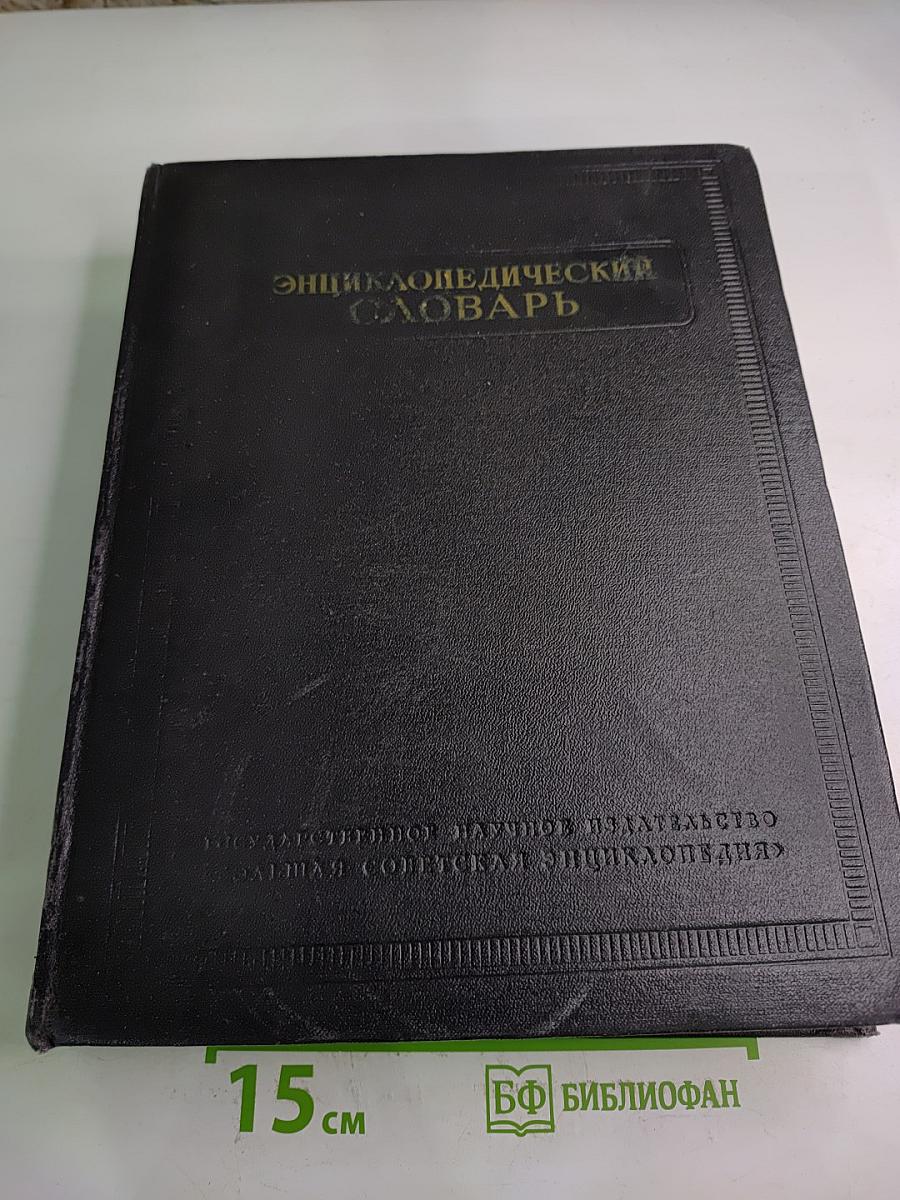 ЭНЦИКЛОПЕДИЧЕСКИЙ
СЛОВАРЬ
ГОСУДАРСТВЕННОЕ НАУЧНОЕ ИЗДАТЕЛЬСТВО
«БОЛЬШАЯ СОВЕТСКАЯ ЭНЦИКЛОПЕДИЯ»
15 см
БФ БИБЛИОФАН